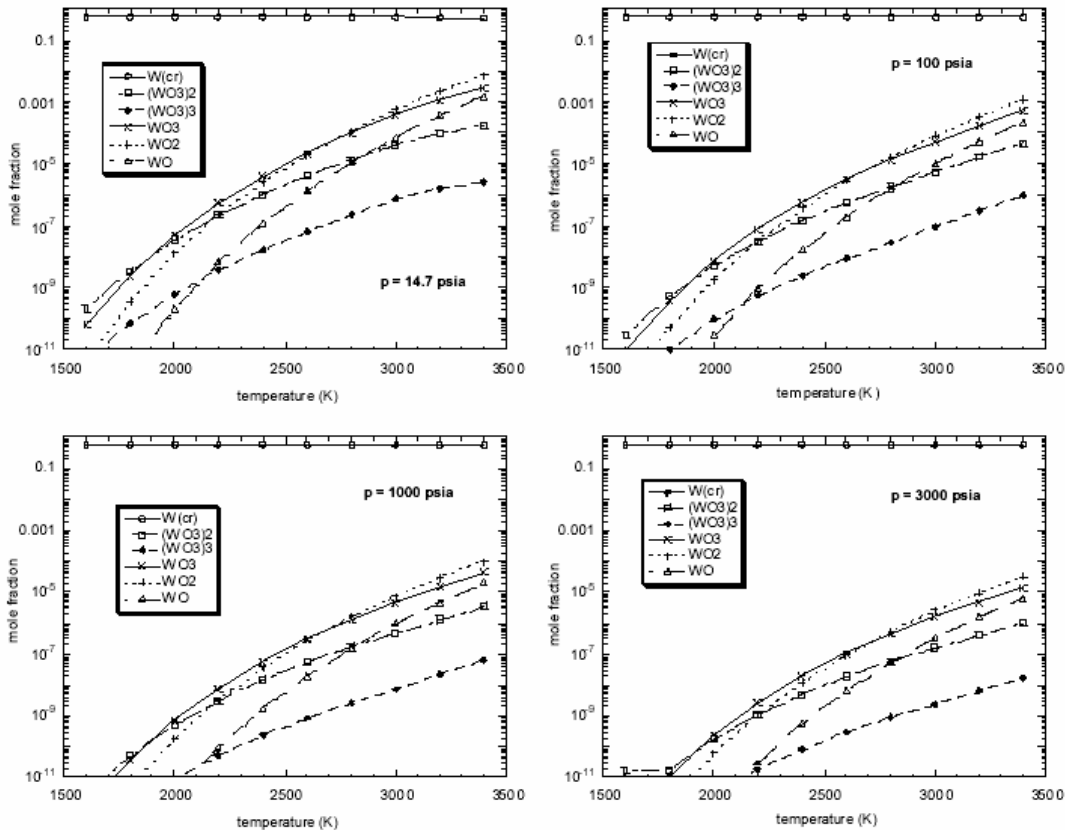 0.1
0.001
10-5
10-7
10-9
10-11
mole fraction
W(cr)
(WO3)2
(WO3)3
WO3
WO2
WO
p = 14.7 psia
1500 2000 2500 3000 3500
temperature (K)
0.1
0.001
10-5
10-7
10-9
10-11
mole fraction
p = 100 psia
W(cr)
(WO3)2
(WO3)3
WO3
WO2
WO
1500 2000 2500 3000 3500
temperature (K)
0.1
0.001
10-5
10-7
10-9
10-11
mole fraction
p = 1000 psia
W(cr)
(WO3)2
(WO3)3
WO3
WO2
WO
1500 2000 2500 3000 3500
temperature (K)
0.1
0.001
10-5
10-7
10-9
10-11
mole fraction
p = 3000 psia
W(cr)
(WO3)2
(WO3)3
WO3
WO2
WO
1500 2000 2500 3000 3500
temperature (K)